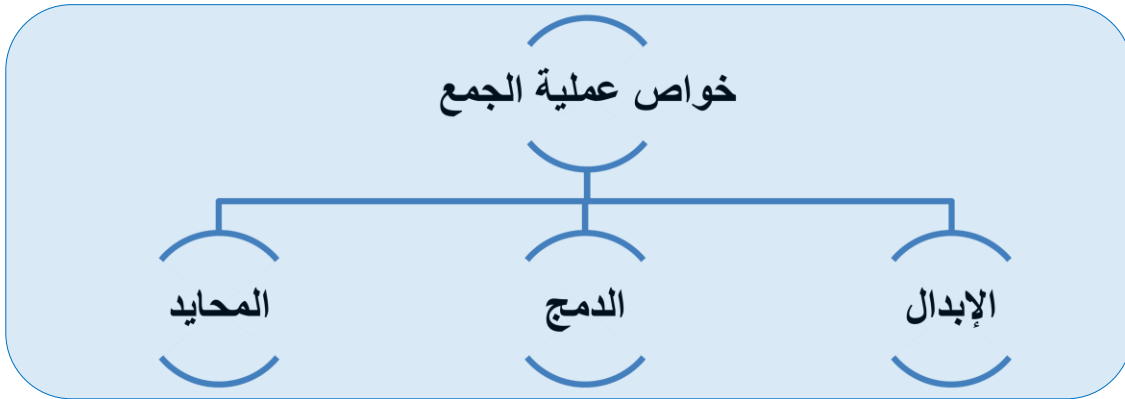 خواص عملية الجمع
الإبدال
الدمج
المحايد